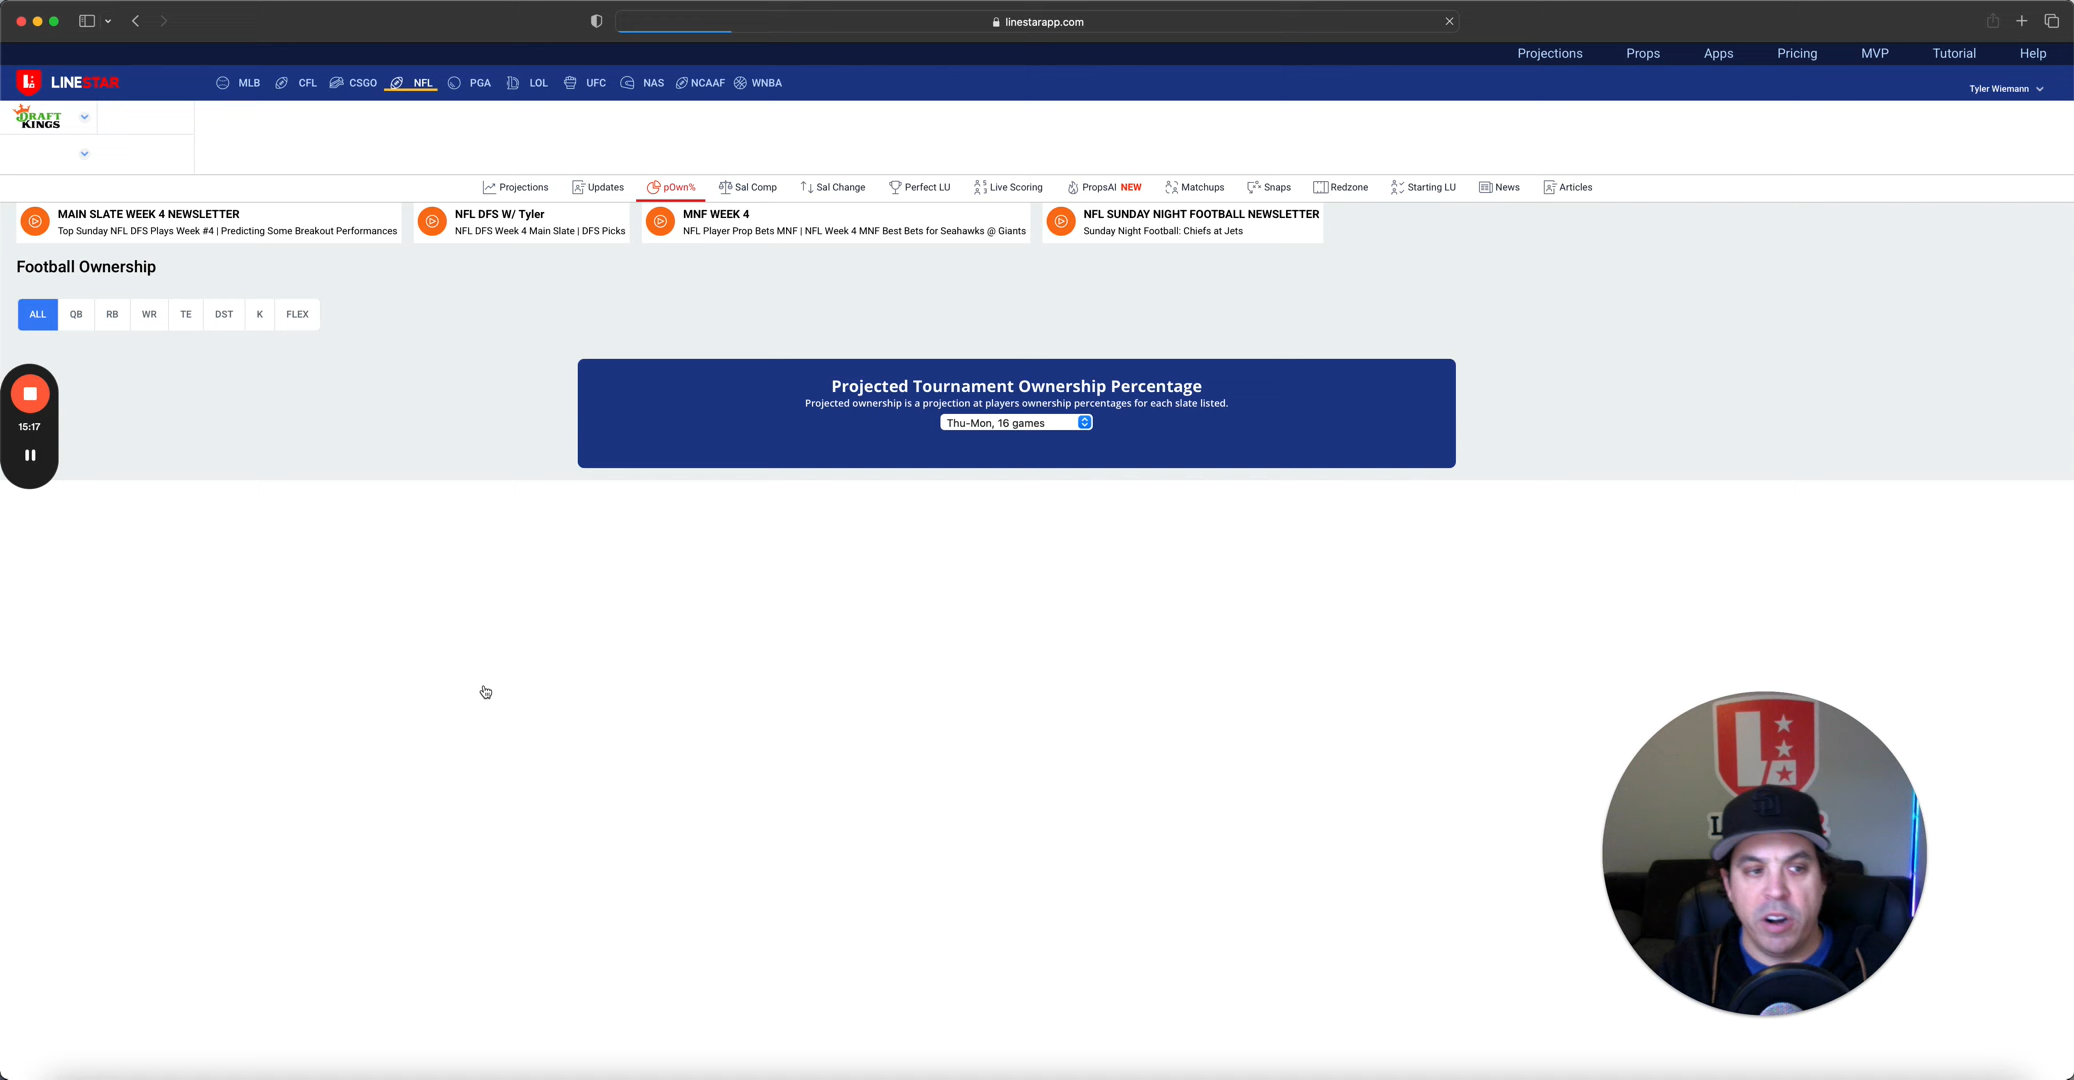 linestarapp.com
Projections Props Apps Pricing MVP Tutorial Help
LINESTAR MLB CFL CSGO NFL PGA LOL UFC NAS NCAAF WNBA
Tyler Wiemann
DRAFT
KINGS
Projections Updates pOwn% Sal Comp Sal Change Perfect LU Live Scoring PropsAI NEW Matchups Snaps Redzone Starting LU News Articles
MAIN SLATE WEEK 4 NEWSLETTER
Top Sunday NFL DFS Plays Week #4 | Predicting Some Breakout Performances
NFL DFS W/ Tyler
NFL DFS Week 4 Main Slate | DFS Picks
MNF WEEK 4
NFL Player Prop Bets MNF | NFL Week 4 MNF Best Bets for Seahawks @ Giants
NFL SUNDAY NIGHT FOOTBALL NEWSLETTER
Sunday Night Football: Chiefs at Jets
Football Ownership
ALL QB RB WR TE DST K FLEX
Projected Tournament Ownership Percentage
Projected ownership is a projection at players ownership percentages for each slate listed.
Thu-Mon, 16 games
15:17